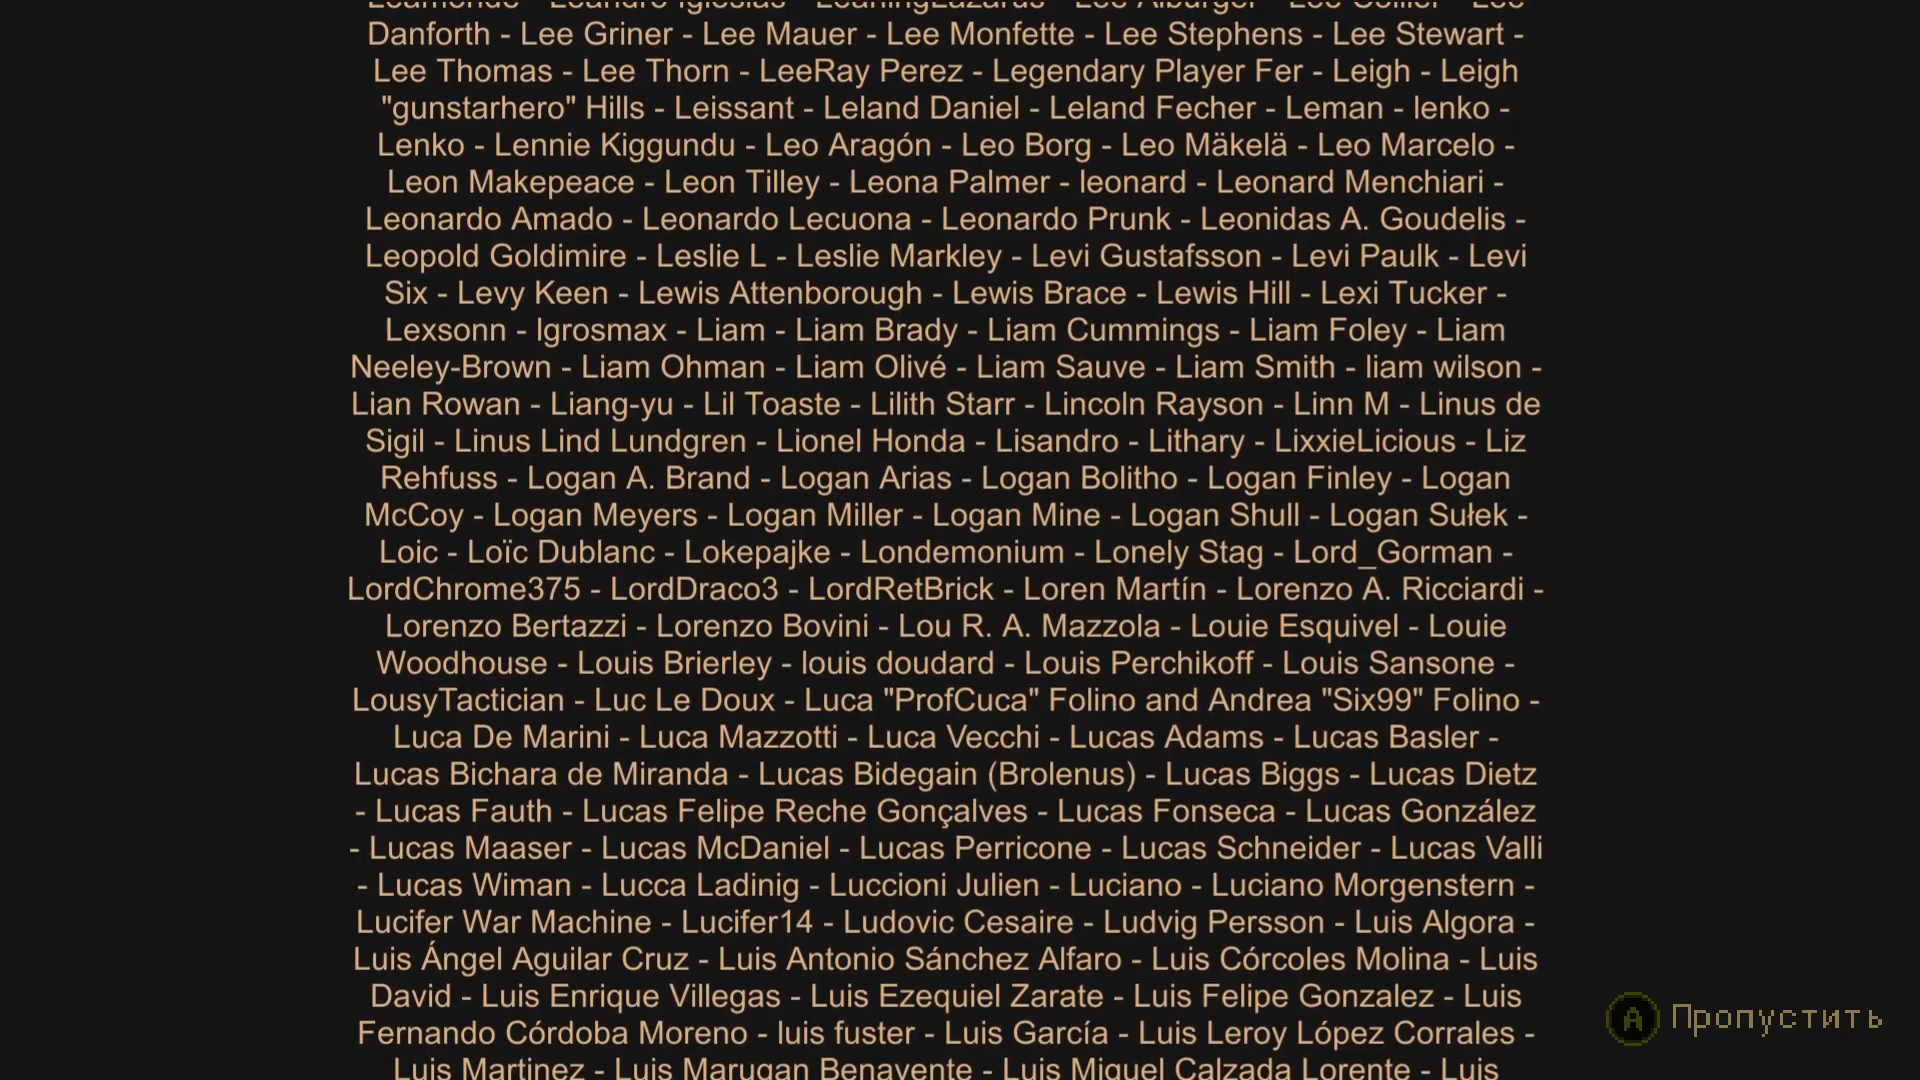 Leamondo - Leandro Iglesias - LeaningLazarus - Lee Alburger - Lee Collier - Lee
Danforth - Lee Griner - Lee Mauer - Lee Monfette - Lee Stephens - Lee Stewart -
Lee Thomas - Lee Thorn - LeeRay Perez - Legendary Player Fer - Leigh - Leigh
"gunstarhero" Hills - Leissant - Leland Daniel - Leland Fecher - Leman - lenko -
Lenko - Lennie Kiggundu - Leo Aragón - Leo Borg - Leo Mäkelä - Leo Marcelo -
Leon Makepeace - Leon Tilley - Leona Palmer - leonard - Leonard Menchiari -
Leonardo Amado - Leonardo Lecuona - Leonardo Prunk - Leonidas A. Goudelis -
Leopold Goldimire - Leslie L - Leslie Markley - Levi Gustafsson - Levi Paulk - Levi
Six - Levy Keen - Lewis Attenborough - Lewis Brace - Lewis Hill - Lexi Tucker -
Lexsonn - lgrosmax - Liam - Liam Brady - Liam Cummings - Liam Foley - Liam
Neeley-Brown - Liam Ohman - Liam Olivé - Liam Sauve - Liam Smith - liam wilson -
Lian Rowan - Liang-yu - Lil Toaste - Lilith Starr - Lincoln Rayson - Linn M - Linus de
Sigil - Linus Lind Lundgren - Lionel Honda - Lisandro - Lithary - LixxieLicious - Liz
Rehfuss - Logan A. Brand - Logan Arias - Logan Bolitho - Logan Finley - Logan
McCoy - Logan Meyers - Logan Miller - Logan Mine - Logan Shull - Logan Sułek -
Loic - Loïc Dublanc - Lokepajke - Londemonium - Lonely Stag - Lord_Gorman -
LordChrome375 - LordDraco3 - LordRetBrick - Loren Martín - Lorenzo A. Ricciardi -
Lorenzo Bertazzi - Lorenzo Bovini - Lou R. A. Mazzola - Louie Esquivel - Louie
Woodhouse - Louis Brierley - louis doudard - Louis Perchikoff - Louis Sansone -
LousyTactician - Luc Le Doux - Luca "ProfCuca" Folino and Andrea "Six99" Folino -
Luca De Marini - Luca Mazzotti - Luca Vecchi - Lucas Adams - Lucas Basler -
Lucas Bichara de Miranda - Lucas Bidegain (Brolenus) - Lucas Biggs - Lucas Dietz
- Lucas Fauth - Lucas Felipe Reche Gonçalves - Lucas Fonseca - Lucas González
- Lucas Maaser - Lucas McDaniel - Lucas Perricone - Lucas Schneider - Lucas Valli
- Lucas Wiman - Lucca Ladinig - Luccioni Julien - Luciano - Luciano Morgenstern -
Lucifer War Machine - Lucifer14 - Ludovic Cesaire - Ludvig Persson - Luis Algora -
Luis Ángel Aguilar Cruz - Luis Antonio Sánchez Alfaro - Luis Córcoles Molina - Luis
David - Luis Enrique Villegas - Luis Ezequiel Zarate - Luis Felipe Gonzalez - Luis
Fernando Córdoba Moreno - luis fuster - Luis García - Luis Leroy López Corrales -
Luis Martinez - Luis Marugan Benavente - Luis Miguel Calzada Lorente - Luis
A Пропустить